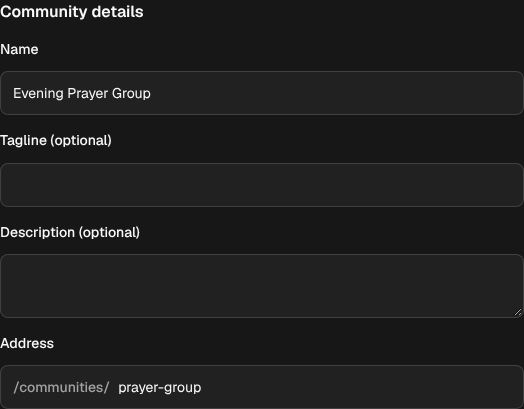 Community details
Name
Evening Prayer Group
Tagline (optional)
Description (optional)
Address
/communities/ prayer-group